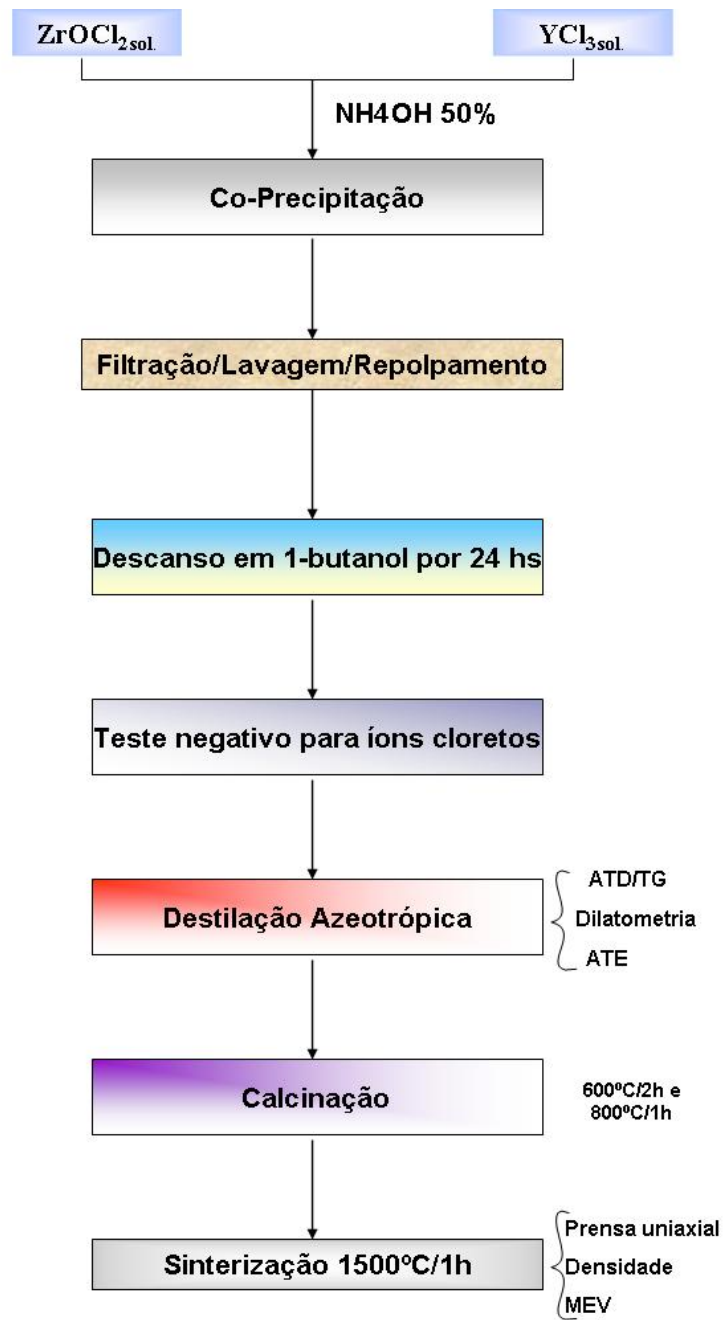 ZrOCl2sol.
YCl3sol.
NH4OH 50%
Co-Precipitação
Filtração/Lavagem/Repolpamento
Descanso em 1-butanol por 24 hs
Teste negativo para íons cloretos
Destilação Azeotrópica
ATD/TG
Dilatometria
ATE
Calcinação
600ºC/2h e
800ºC/1h
Sinterização 1500ºC/1h
Prensa uniaxial
Densidade
MEV